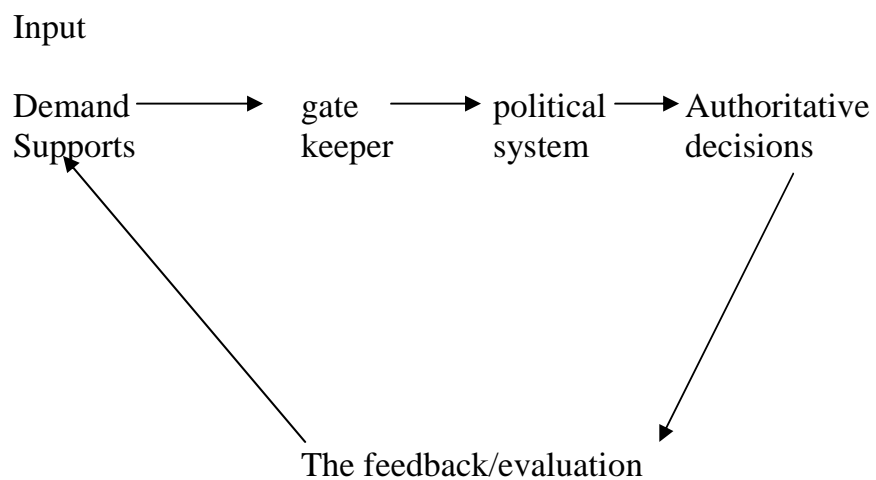 Input
Demand gate political Authoritative
Supports keeper system decisions
The feedback/evaluation